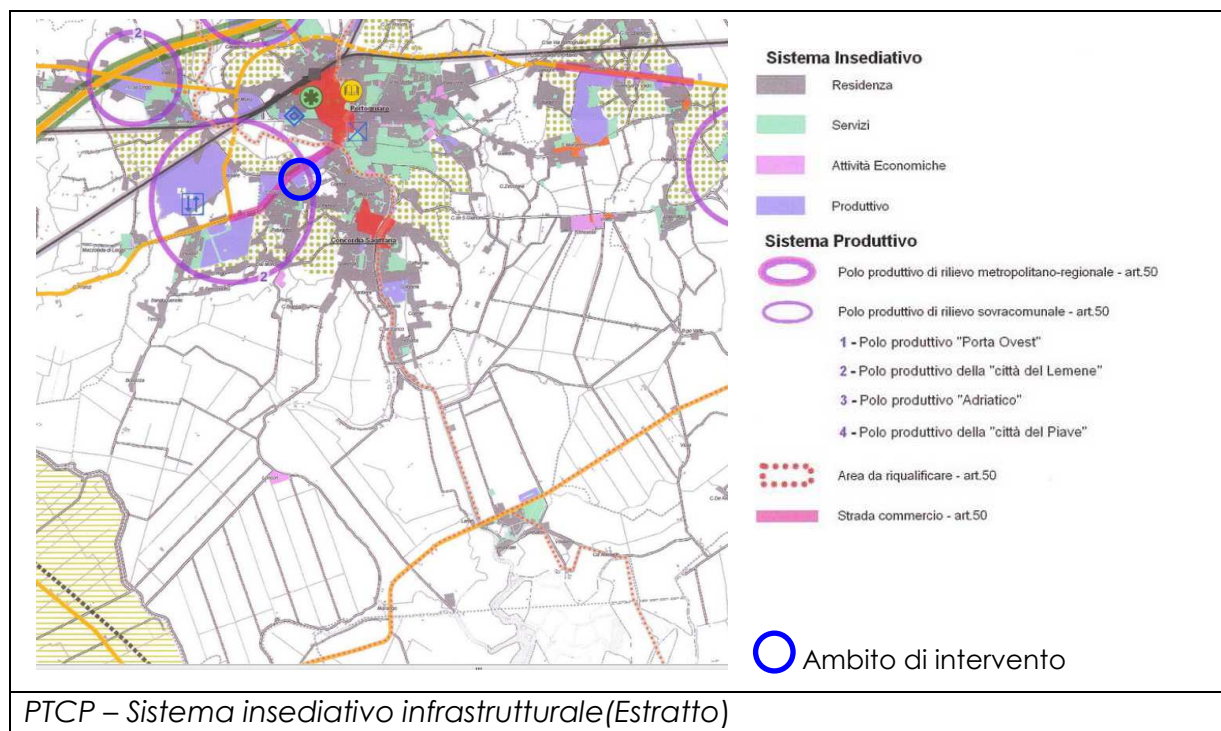 2
Portogruaro
Concordia Sagittaria
2
Sistema Insediativo
Residenza
Servizi
Attività Economiche
Produttivo
Sistema Produttivo
Polo produttivo di rilievo metropolitano-regionale - art.50
Polo produttivo di rilievo sovracomunale - art.50
1 - Polo produttivo "Porta Ovest"
2 - Polo produttivo della "città del Lemene"
3 - Polo produttivo "Adriatico"
4 - Polo produttivo della "città del Piave"
Area da riqualificare - art.50
Strada commercio - art.50
Ambito di intervento
PTCP – Sistema insediativo infrastrutturale(Estratto)